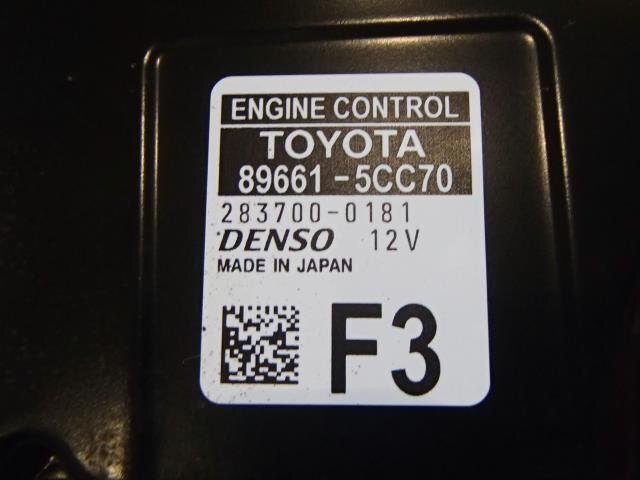 ENGINE CONTROL
TOYOTA
89661-5CC70
283700-0181
DENSO 12V
MADE IN JAPAN
F3